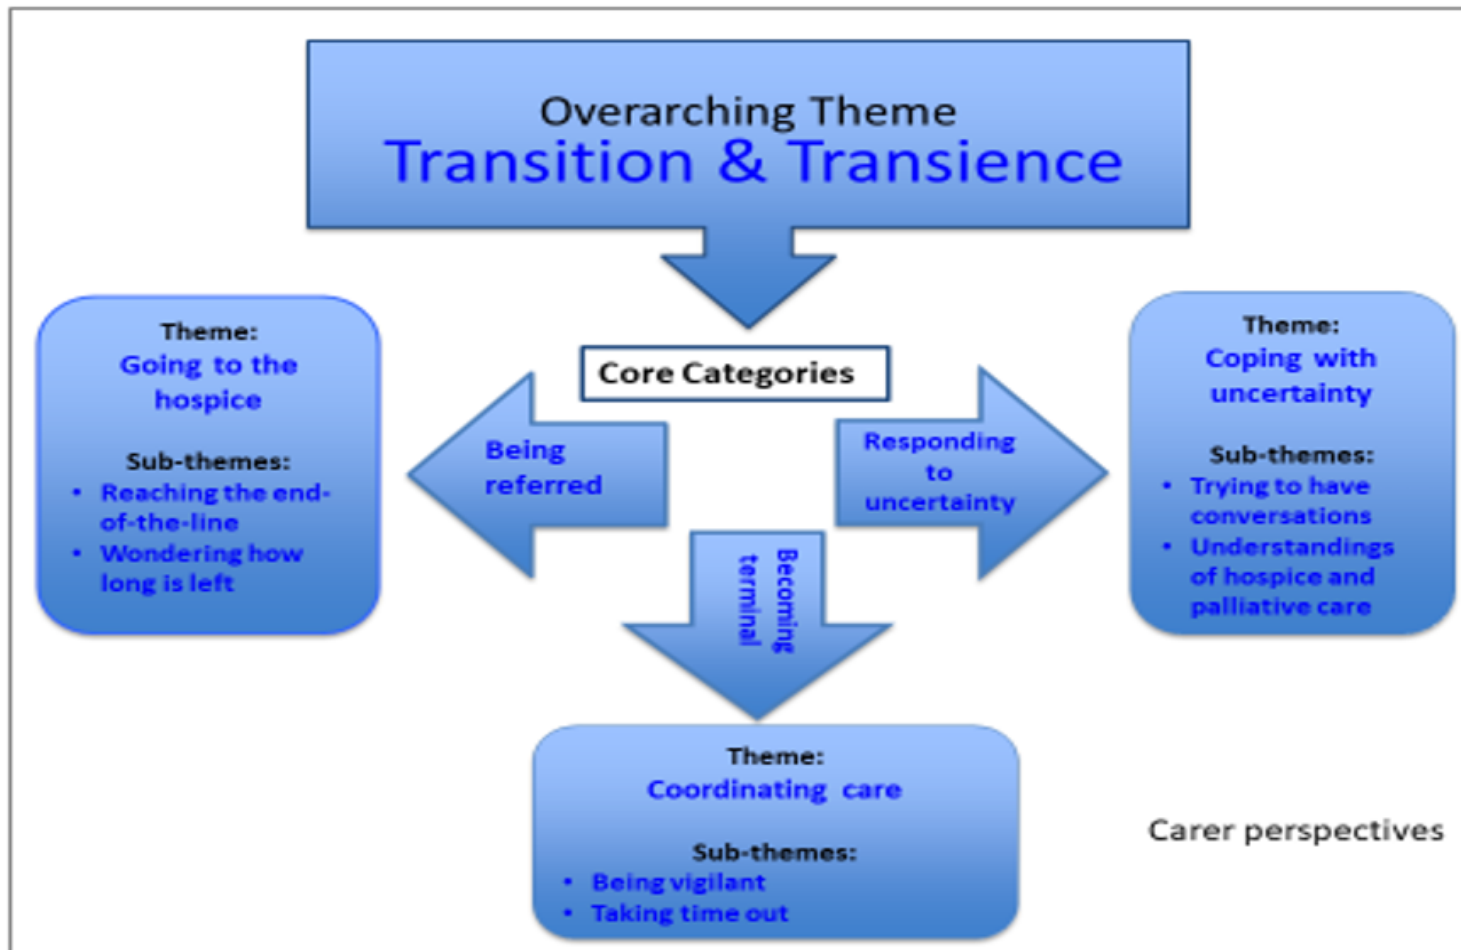 Overarching Theme
Transition & Transience
Core Categories
Theme:
Going to the
hospice
Sub-themes:
• Reaching the end-
of-the-line
• Wondering how
long is left
Being
referred
Responding
to
uncertainty
Theme:
Coping with
uncertainty
Sub-themes:
• Trying to have
conversations
• Understandings
of hospice and
palliative care
Becoming
terminal
Theme:
Coordinating care
Sub-themes:
• Being vigilant
• Taking time out
Carer perspectives